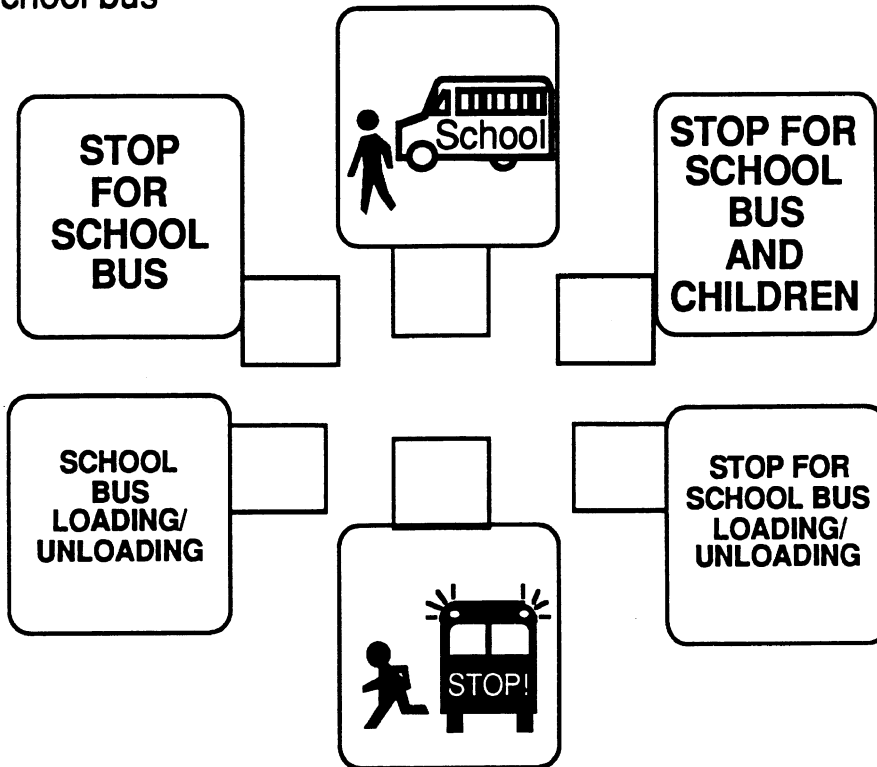 chool bus
School
STOP
FOR
SCHOOL
BUS
STOP FOR
SCHOOL
BUS
AND
CHILDREN
SCHOOL
BUS
LOADING/
UNLOADING
STOP FOR
SCHOOL BUS
LOADING/
UNLOADING
STOP!